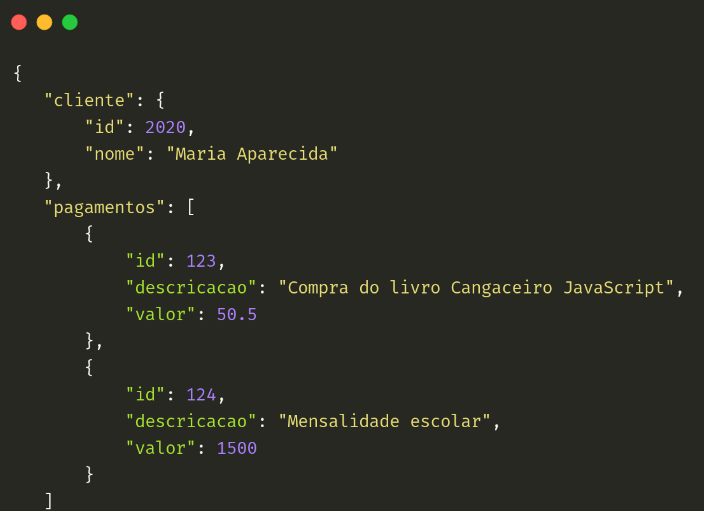 {
"cliente": {
"id": 2020,
"nome": "Maria Aparecida"
},
"pagamentos": [
{
"id": 123,
"descricacao": "Compra do livro Cangaceiro JavaScript",
"valor": 50.5
},
{
"id": 124,
"descricacao": "Mensalidade escolar",
"valor": 1500
}
]